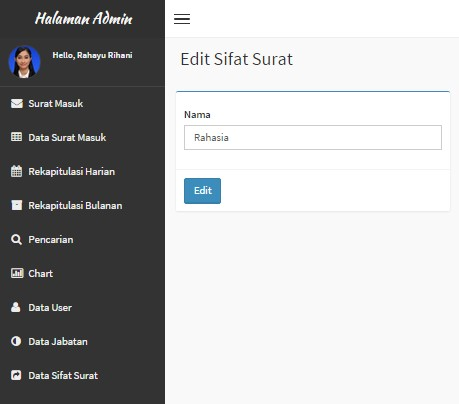 Halaman Admin
Hello, Rahayu Rihani
Surat Masuk
Data Surat Masuk
Rekapitulasi Harian
Rekapitulasi Bulanan
Pencarian
Chart
Data User
Data Jabatan
Data Sifat Surat
Edit Sifat Surat
Nama
Rahasia
Edit